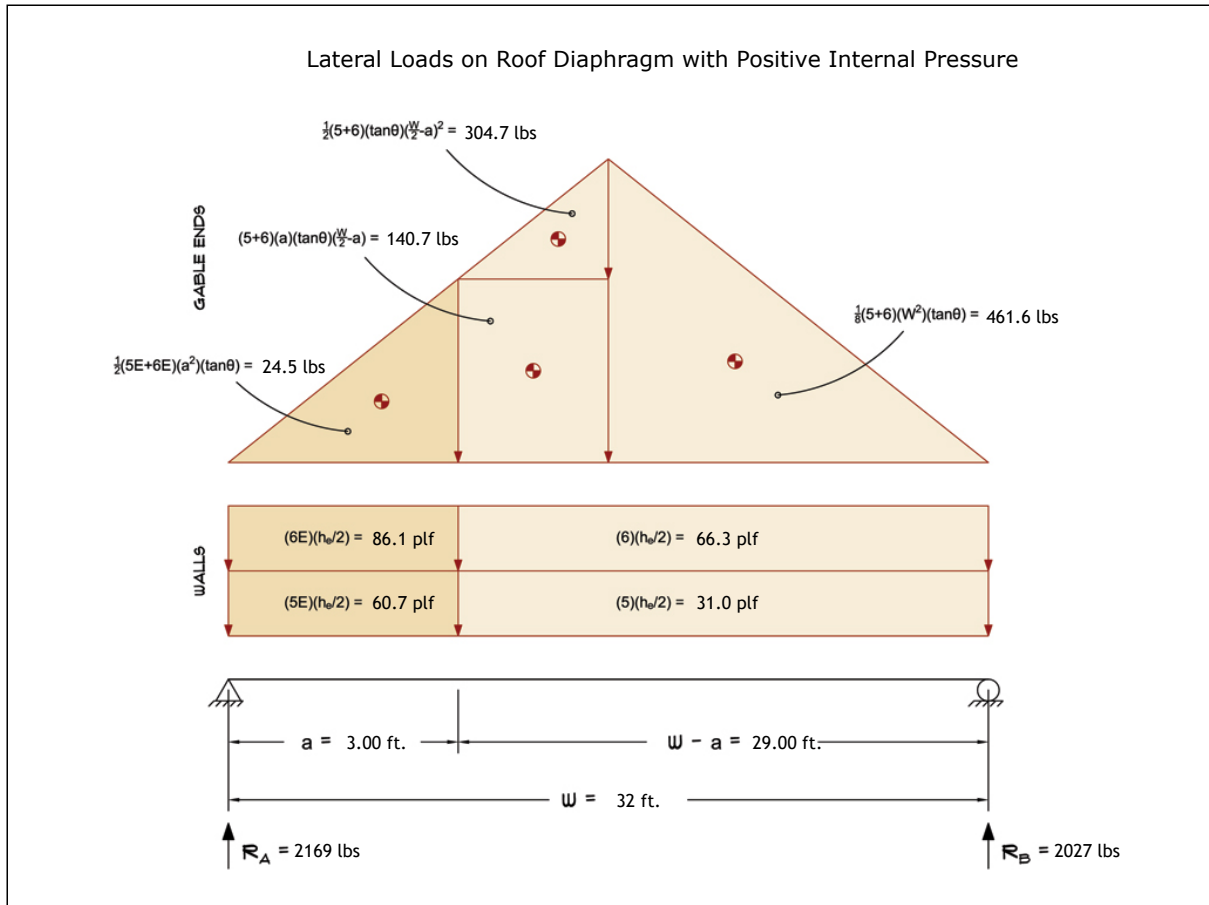 Lateral Loads on Roof Diaphragm with Positive Internal Pressure
½(5+6)(tanθ)(W/2-a)² = 304.7 lbs
GABLE ENDS
(5+6)(a)(tanθ)(W/2-a) = 140.7 lbs
⅛(5+6)(W²)(tanθ) = 461.6 lbs
½(5E+6E)(a²)(tanθ) = 24.5 lbs
WALLS
(6E)(hₑ/2) = 86.1 plf
(6)(hₑ/2) = 66.3 plf
(5E)(hₑ/2) = 60.7 plf
(5)(hₑ/2) = 31.0 plf
a = 3.00 ft.
W - a = 29.00 ft.
W = 32 ft.
R_A = 2169 lbs
R_B = 2027 lbs